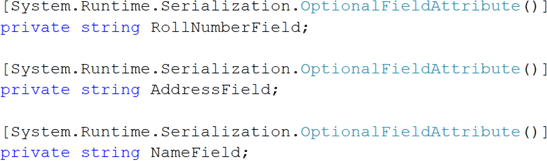 [System.Runtime.Serialization.OptionalFieldAttribute()]
private string RollNumberField;
[System.Runtime.Serialization.OptionalFieldAttribute()]
private string AddressField;
[System.Runtime.Serialization.OptionalFieldAttribute()]
private string NameField;